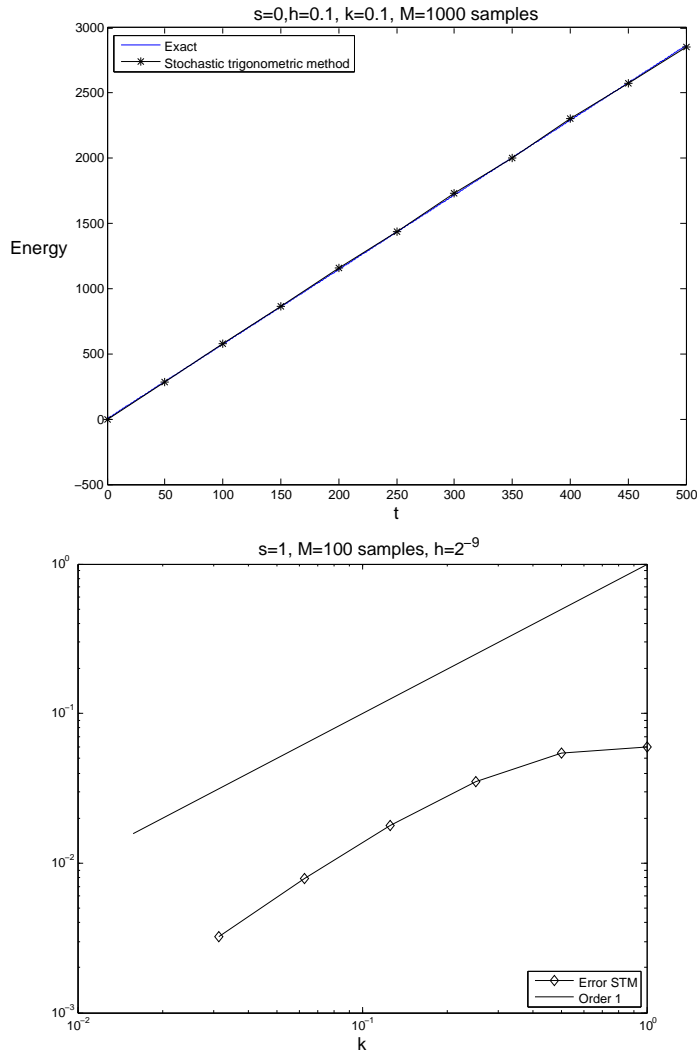 s=0,h=0.1, k=0.1, M=1000 samples
3000
2500
2000
1500
1000
500
0
−500
Energy
Exact
Stochastic trigonometric method
0 50 100 150 200 250 300 350 400 450 500
t
s=1, M=100 samples, h=2^−9
10^0
10^−1
10^−2
10^−3
Error STM
Order 1
10^−2 10^−1 10^0
k